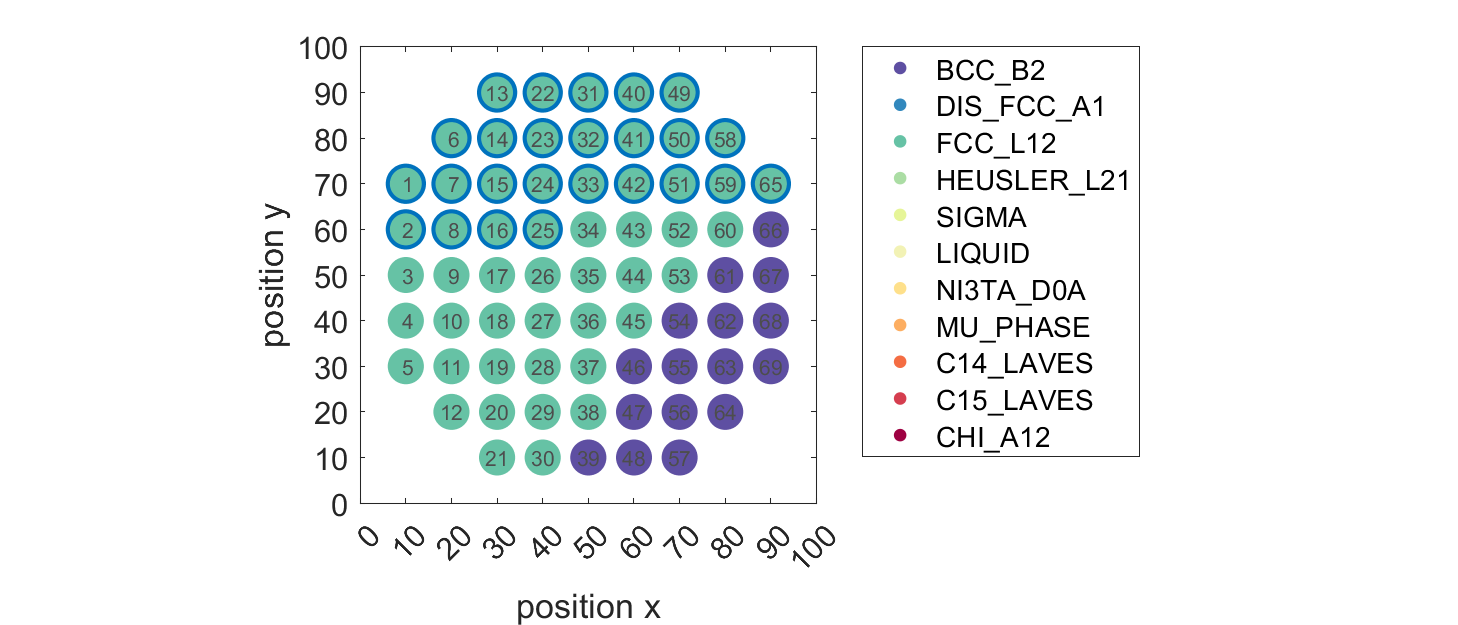 100
90 13 22 31 40 49
80 6 14 23 32 41 50 58
70 1 7 15 24 33 42 51 59 65
60 2 8 16 25 34 43 52 60 66
50 3 9 17 26 35 44 53 61 67
40 4 10 18 27 36 45 54 62 68
30 5 11 19 28 37 46 55 63 69
20 12 20 29 38 47 56 64
10 21 30 39 48 57
0
0 10 20 30 40 50 60 70 80 90 100
position x
position y
BCC_B2
DIS_FCC_A1
FCC_L12
HEUSLER_L21
SIGMA
LIQUID
NI3TA_D0A
MU_PHASE
C14_LAVES
C15_LAVES
CHI_A12